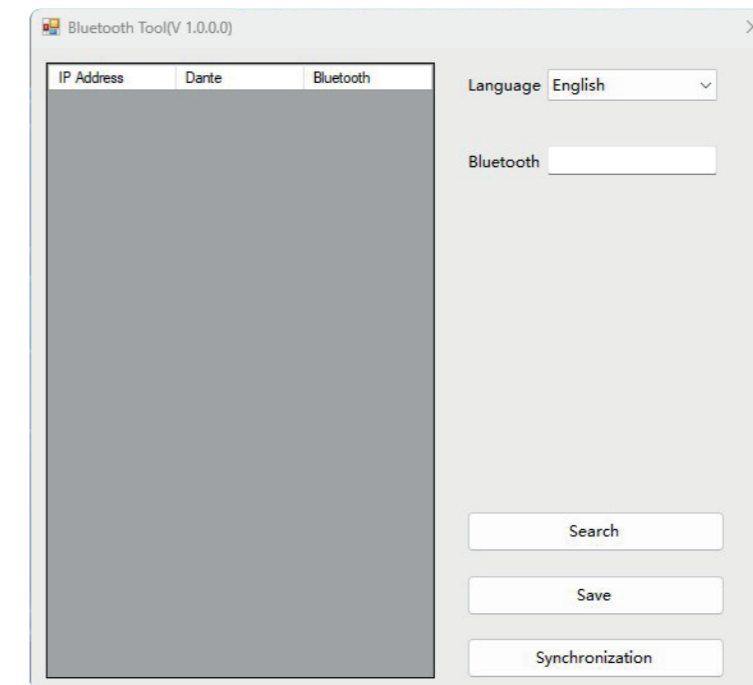 Bluetooth Tool(V 1.0.0.0)
IP Address Dante Bluetooth
Language English
Bluetooth
Search
Save
Synchronization